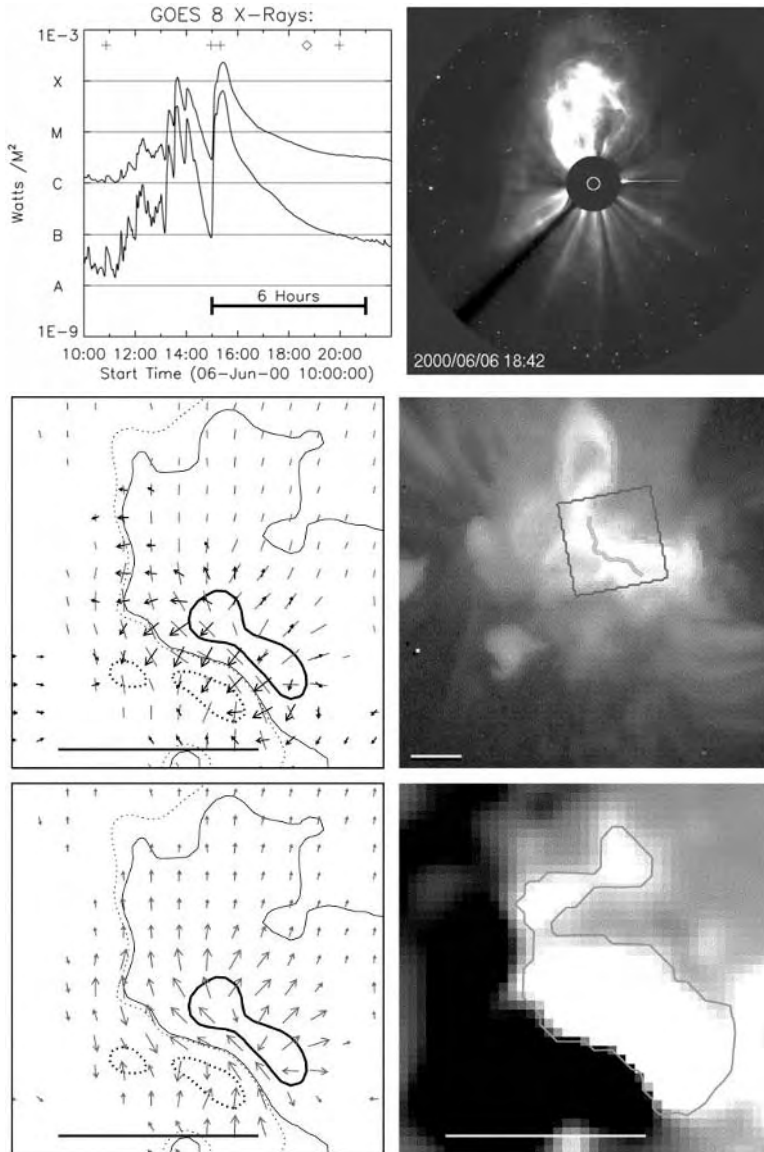 GOES 8 X-Rays:
1E-3
X
M
C
B
A
1E-9
Watts /M²
6 Hours
10:00 12:00 14:00 16:00 18:00 20:00
Start Time (06-Jun-00 10:00:00)
2000/06/06 18:42